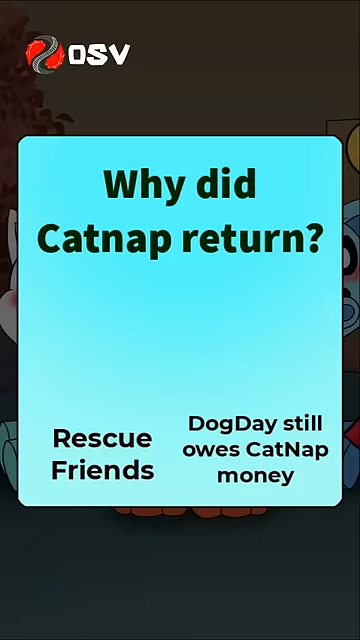 OSV
Why did
Catnap return?
Rescue
Friends
DogDay still
owes CatNap
money